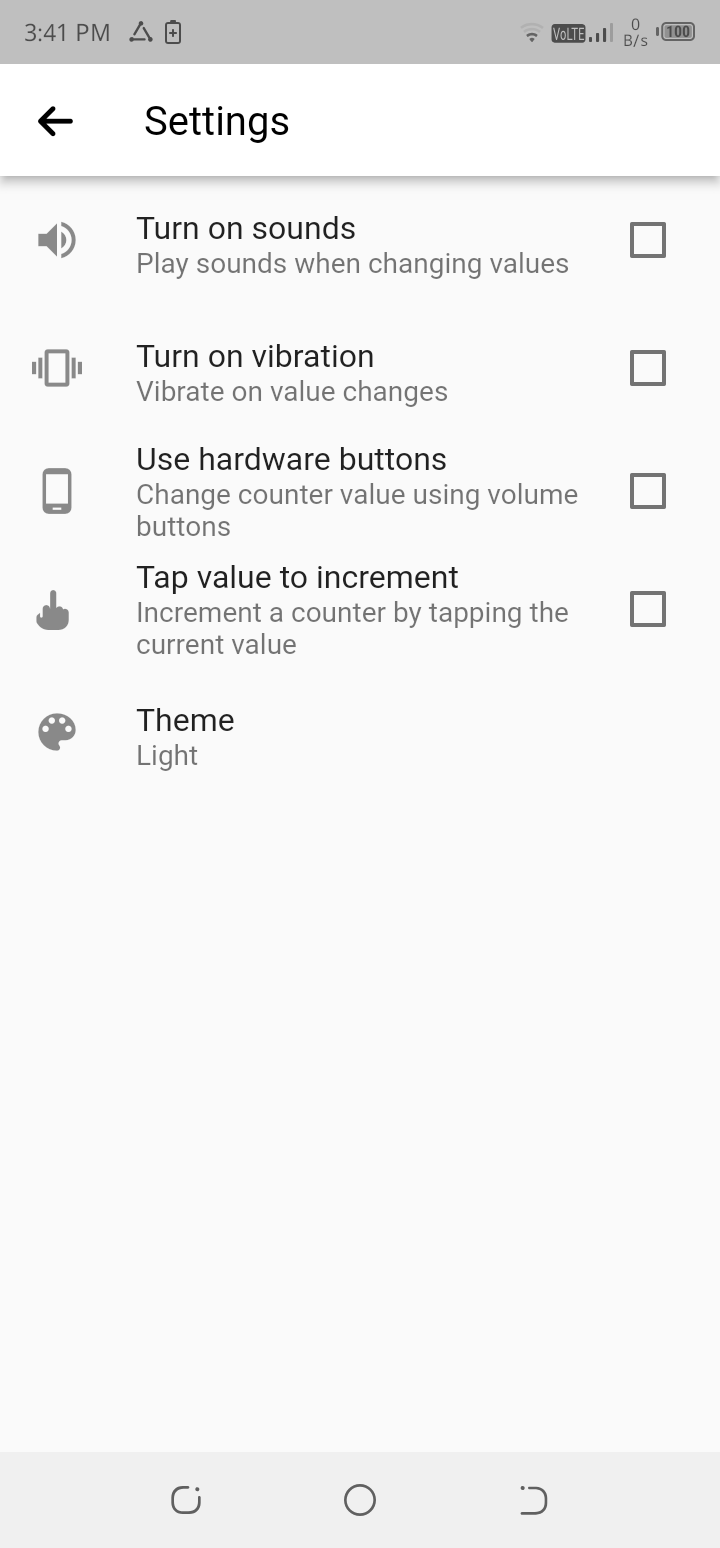 3:41 PM VoLTE 0 B/s 100
Settings
Turn on sounds
Play sounds when changing values
Turn on vibration
Vibrate on value changes
Use hardware buttons
Change counter value using volume
buttons
Tap value to increment
Increment a counter by tapping the
current value
Theme
Light